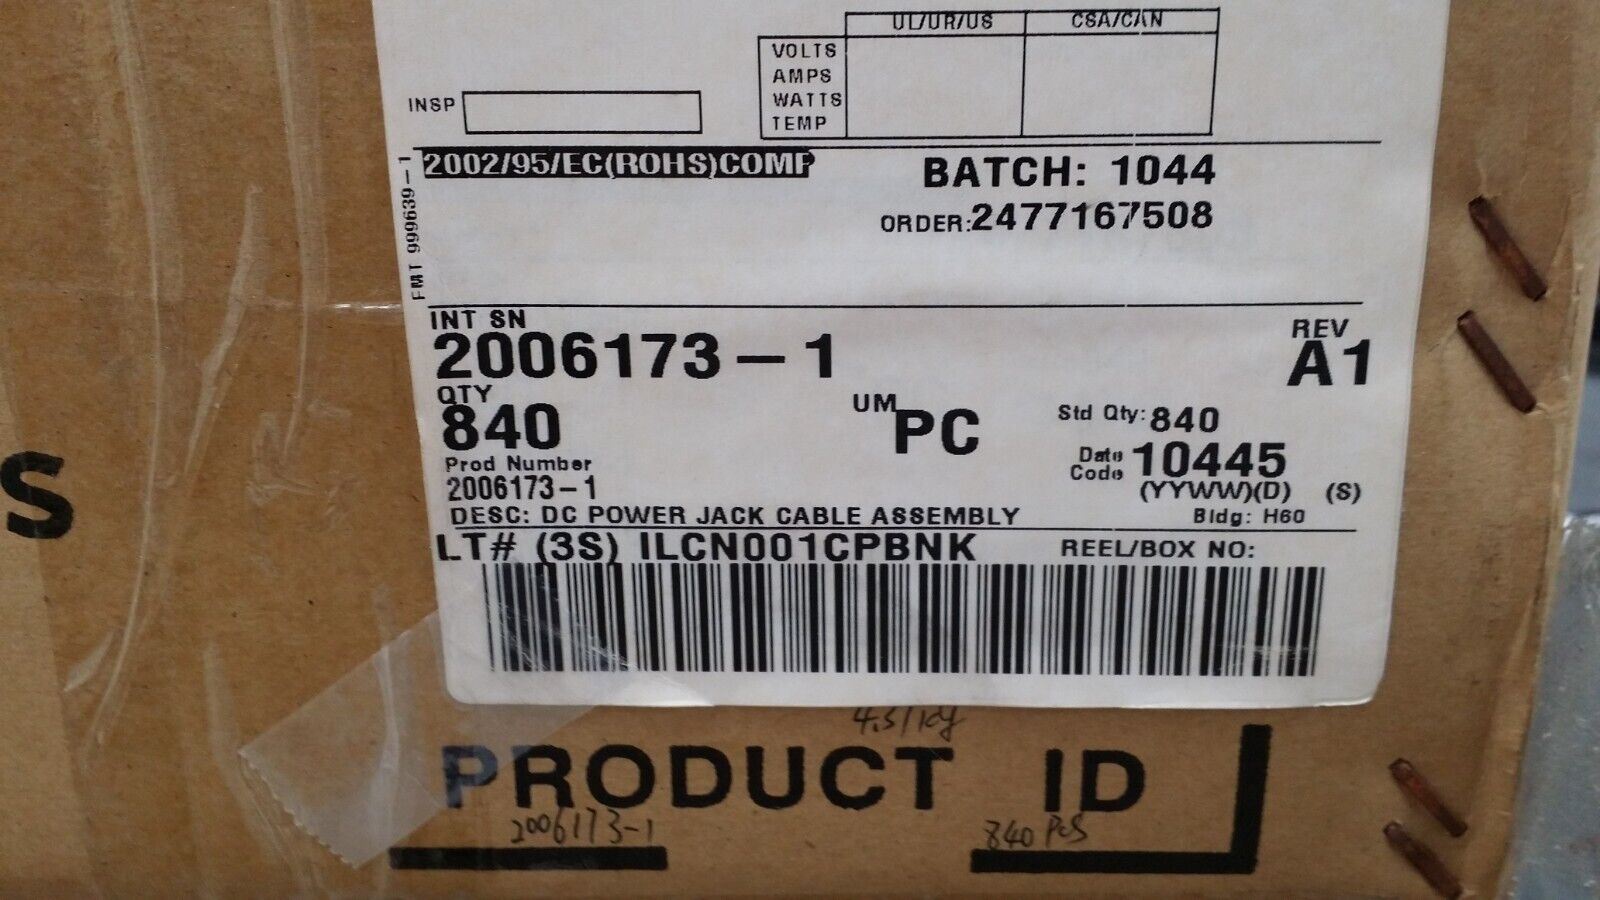 UL/UR/US CSA/CAN
VOLTS
AMPS
WATTS
TEMP
INSP
FMT 999639-1
2002/95/EC(ROHS)COMP
BATCH: 1044
ORDER:2477167508
INT SN
2006173-1
REV
A1
QTY
840
UM PC
Std Qty: 840
Prod Number
2006173-1
Date Code 10445
(YYWW)(D) (S)
DESC: DC POWER JACK CABLE ASSEMBLY
Bldg: H60
LT# (3S) ILCN001CPBNK REEL/BOX NO:
S
PRODUCT ID
2006173-1
840 PCS